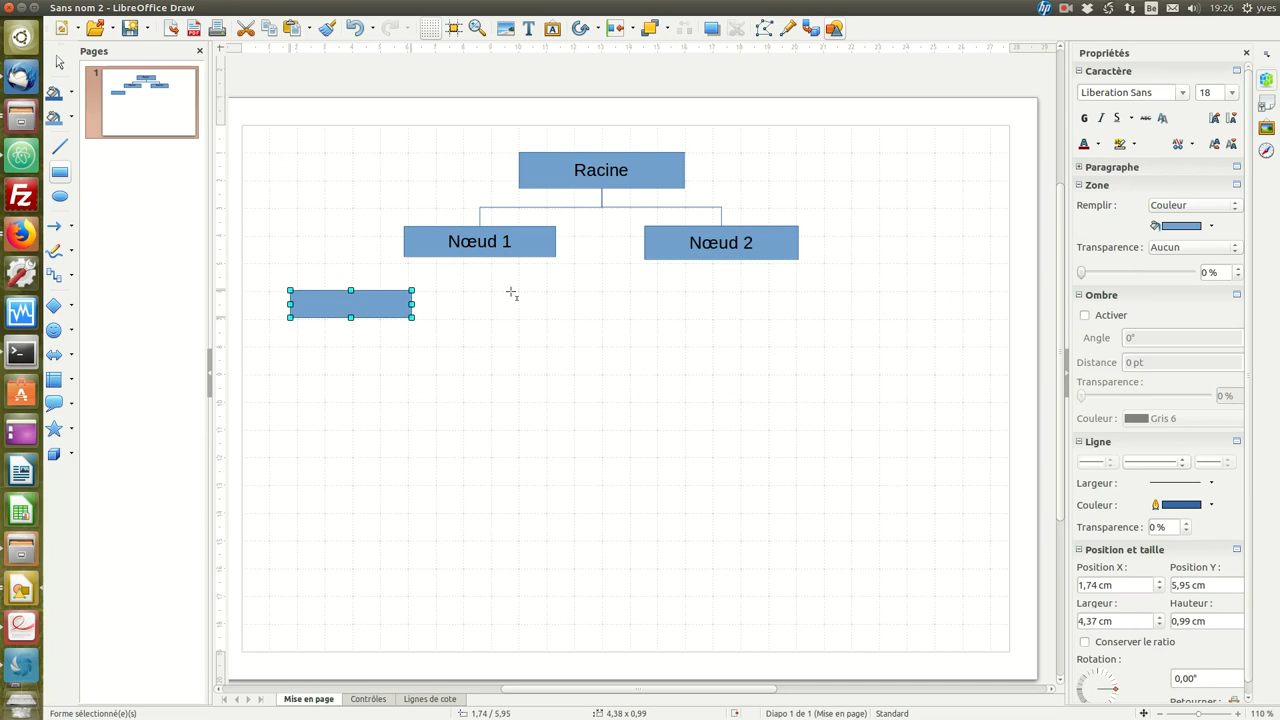 Sans nom 2 - LibreOffice Draw
Be
19:26
yves
Pages
1
Racine
Nœud 1
Nœud 2
Propriétés
Caractère
Liberation Sans
18
G
I
S
Paragraphe
Zone
Remplir :
Couleur
Transparence :
Aucun
0 %
Ombre
Activer
Angle
0°
Distance
0 pt
Transparence :
0 %
Couleur :
Gris 6
Ligne
Largeur :
Couleur :
Transparence :
0 %
Position et taille
Position X :
Position Y :
1,74 cm
5,95 cm
Largeur :
Hauteur :
4,37 cm
0,99 cm
Conserver le ratio
Rotation :
0,00°
Retourner :
Mise en page
Contrôles
Lignes de cote
Forme sélectionné(e)(s)
1,74 / 5,95
4,38 x 0,99
Diapo 1 de 1 (Mise en page)
Standard
110 %